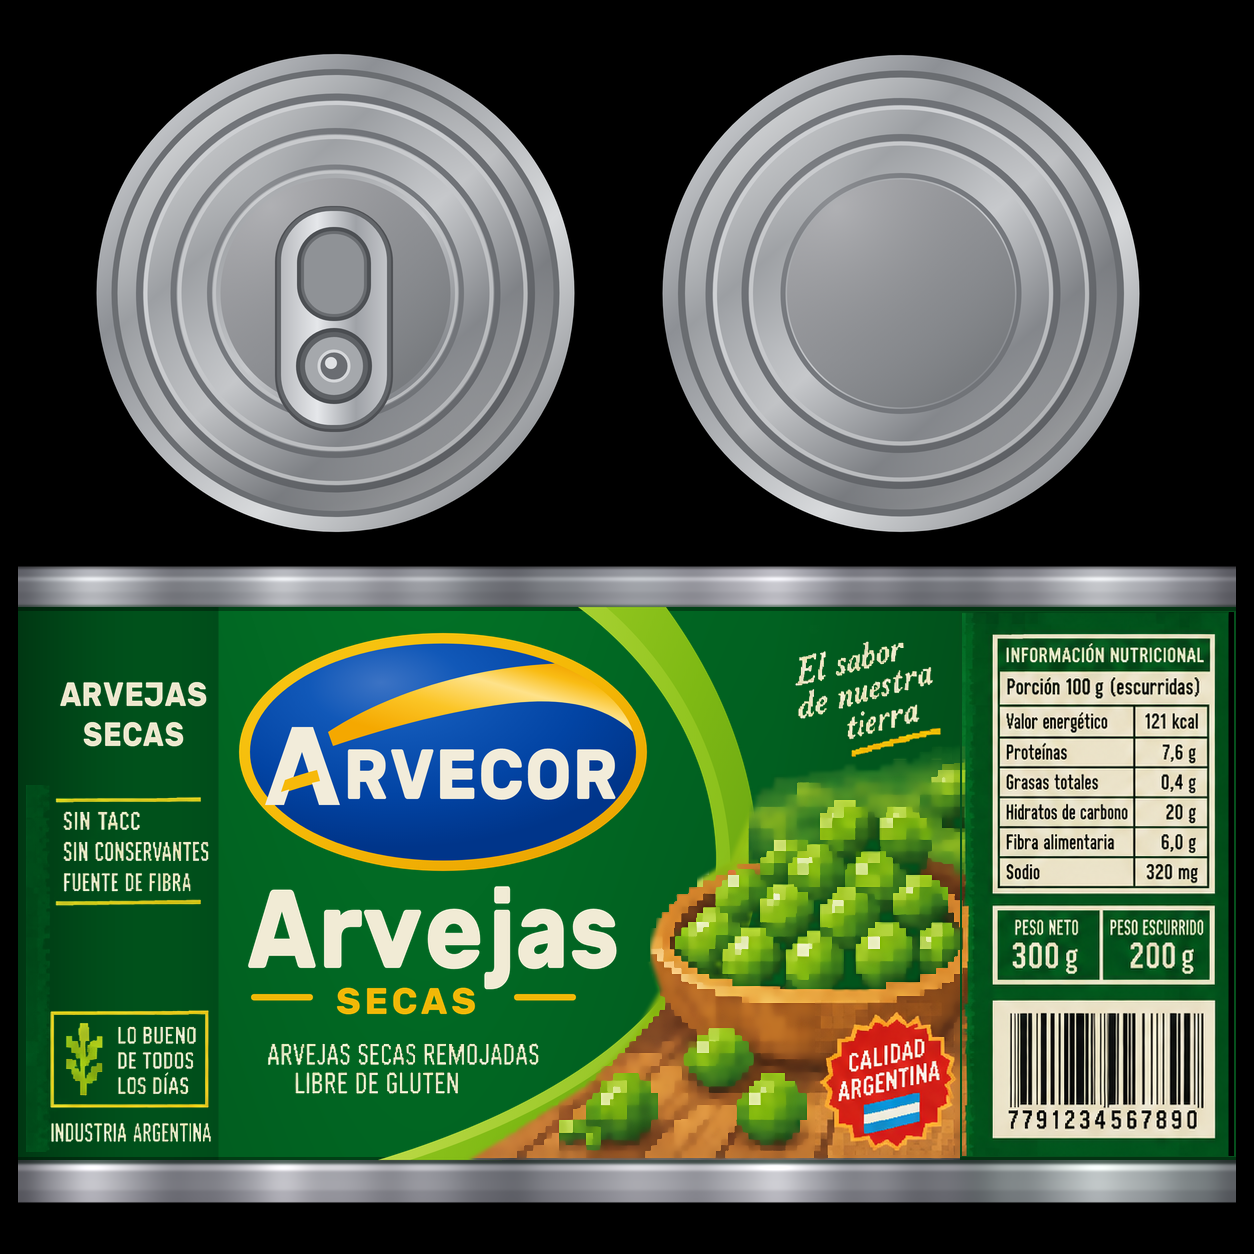 ARVEJAS
SECAS
SIN TACC
SIN CONSERVANTES
FUENTE DE FIBRA
LO BUENO
DE TODOS
LOS DÍAS
INDUSTRIA ARGENTINA
ARVECOR
Arvejas
SECAS
ARVEJAS SECAS REMOJADAS
LIBRE DE GLUTEN
El sabor
de nuestra
tierra
CALIDAD
ARGENTINA
INFORMACIÓN NUTRICIONAL
Porción 100 g (escurridas)
Valor energético 121 kcal
Proteínas 7,6 g
Grasas totales 0,4 g
Hidratos de carbono 20 g
Fibra alimentaria 6,0 g
Sodio 320 mg
PESO NETO
300 g
PESO ESCURRIDO
200 g
7791234567890